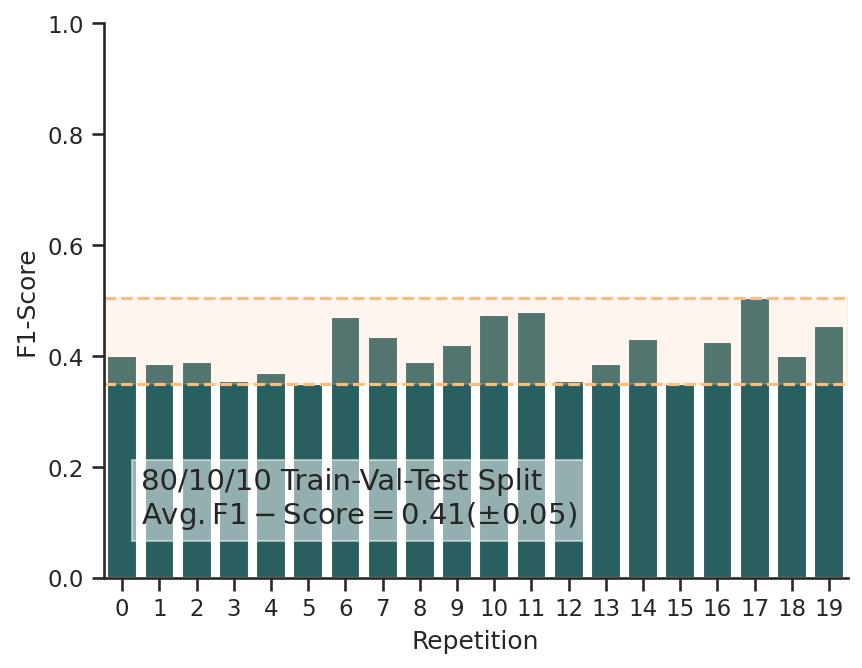 1.0
0.8
0.6
0.4
0.2
0.0
F1-Score
80/10/10 Train-Val-Test Split
Avg. F1 − Score = 0.41(±0.05)
0 1 2 3 4 5 6 7 8 9 10 11 12 13 14 15 16 17 18 19
Repetition